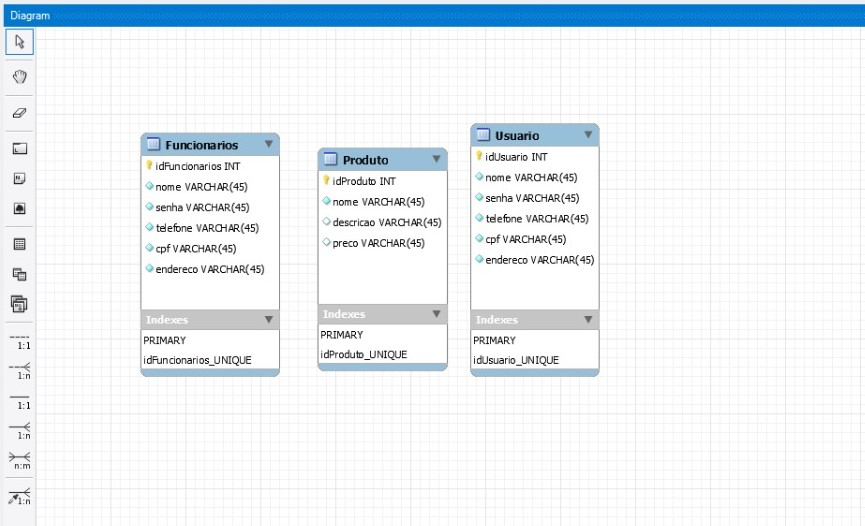 Diagram
Funcionarios
idFuncionarios INT
nome VARCHAR(45)
senha VARCHAR(45)
telefone VARCHAR(45)
cpf VARCHAR(45)
endereco VARCHAR(45)
Indexes
PRIMARY
idFuncionarios_UNIQUE
Produto
idProduto INT
nome VARCHAR(45)
descricao VARCHAR(45)
preco VARCHAR(45)
Indexes
PRIMARY
idProduto_UNIQUE
Usuario
idUsuario INT
nome VARCHAR(45)
senha VARCHAR(45)
telefone VARCHAR(45)
cpf VARCHAR(45)
endereco VARCHAR(45)
Indexes
PRIMARY
idUsuario_UNIQUE
1:1
1:n
1:1
1:n
n:m
1:n